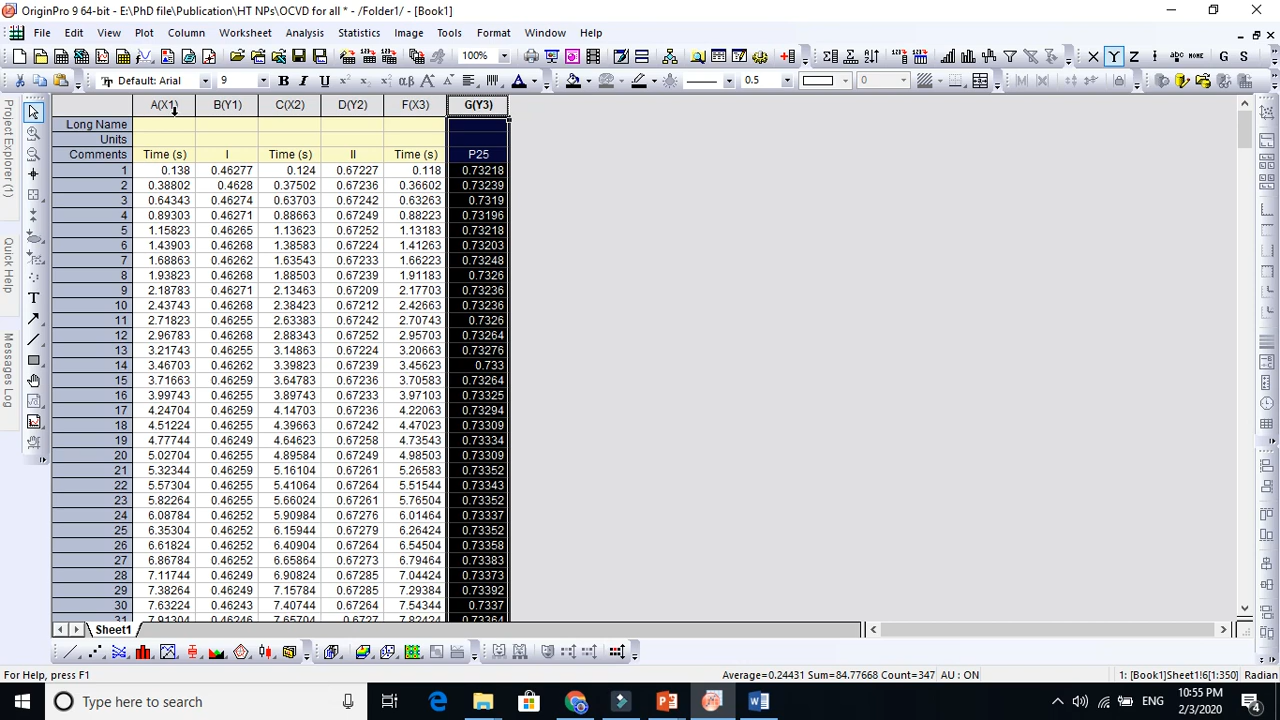 OriginPro 9 64-bit - E:\PhD file\Publication\HT NPs\OCVD for all * - /Folder1/ - [Book1]
File Edit View Plot Column Worksheet Analysis Statistics Image Tools Format Window Help
100% Y Z G S
Default: Arial 9 B I U αβ A A A 0.5 0
Project Explorer (1)
Quick Help
Messages Log
A(X1) B(Y1) C(X2) D(Y2) F(X3) G(Y3)
Long Name
Units
Comments Time (s) I Time (s) II Time (s) P25
1 0.138 0.46277 0.124 0.67227 0.118 0.73218
2 0.38802 0.4628 0.37502 0.67236 0.36602 0.73239
3 0.64343 0.46274 0.63703 0.67242 0.63263 0.7319
4 0.89303 0.46271 0.88663 0.67249 0.88223 0.73196
5 1.15823 0.46265 1.13623 0.67252 1.13183 0.73218
6 1.43903 0.46268 1.38583 0.67224 1.41263 0.73203
7 1.68863 0.46262 1.63543 0.67233 1.66223 0.73248
8 1.93823 0.46268 1.88503 0.67239 1.91183 0.7326
9 2.18783 0.46271 2.13463 0.67209 2.17703 0.73236
10 2.43743 0.46268 2.38423 0.67212 2.42663 0.73236
11 2.71823 0.46255 2.63383 0.67242 2.70743 0.7326
12 2.96783 0.46268 2.88343 0.67252 2.95703 0.73264
13 3.21743 0.46255 3.14863 0.67224 3.20663 0.73276
14 3.46703 0.46262 3.39823 0.67239 3.45623 0.733
15 3.71663 0.46259 3.64783 0.67236 3.70583 0.73264
16 3.99743 0.46255 3.89743 0.67233 3.97103 0.73325
17 4.24704 0.46259 4.14703 0.67236 4.22063 0.73294
18 4.51224 0.46255 4.39663 0.67242 4.47023 0.73309
19 4.77744 0.46249 4.64623 0.67258 4.73543 0.73334
20 5.02704 0.46255 4.89584 0.67249 4.98503 0.73309
21 5.32344 0.46255 5.16104 0.67261 5.26583 0.73352
22 5.57304 0.46255 5.41064 0.67264 5.51544 0.73343
23 5.82264 0.46255 5.66024 0.67261 5.76504 0.73352
24 6.08784 0.46252 5.90984 0.67276 6.01464 0.73337
25 6.35304 0.46252 6.15944 0.67279 6.26424 0.73352
26 6.61824 0.46252 6.40904 0.67264 6.54504 0.73358
27 6.86784 0.46252 6.65864 0.67273 6.79464 0.73383
28 7.11744 0.46249 6.90824 0.67285 7.04424 0.73373
29 7.38264 0.46249 7.15784 0.67285 7.29384 0.73392
30 7.63224 0.46243 7.40744 0.67264 7.54344 0.7337
31 7.91304 0.46246 7.65704 0.6727 7.82424 0.73364
Sheet1
For Help, press F1 Average=0.24431 Sum=84.77668 Count=347 AU : ON 1: [Book1]Sheet1!6[1:350] Radian
Type here to search
ENG
10:55 PM
2/3/2020
4